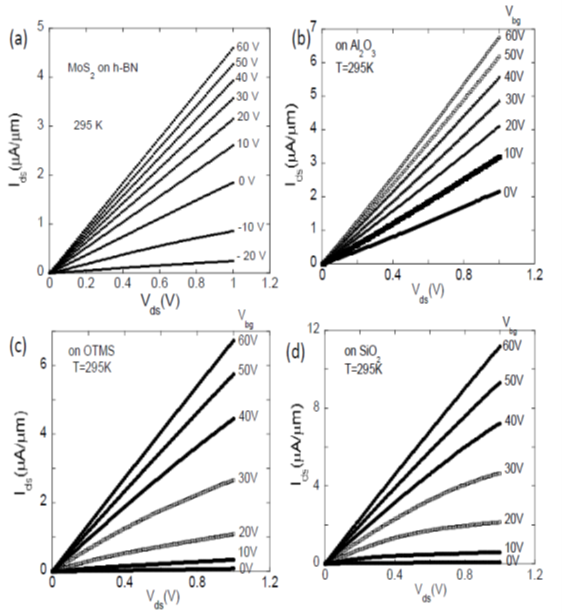 (a)
MoS2 on h-BN
295 K
60 V
50 V
40 V
30 V
20 V
10 V
0 V
-10 V
- 20 V
5
4
3
2
1
0
0
0.2
0.4
0.6
0.8
1
1.2
Ids(µA/µm)
Vds(V)
(b)
on Al2O3
T=295K
Vbg
60V
50V
40V
30V
20V
10V
0V
7
6
5
4
3
2
1
0
0
0.4
0.8
1.2
Ids(µA/µm)
Vds(V)
(c)
on OTMS
T=295K
Vbg
60V
50V
40V
30V
20V
10V
0V
6
4
2
0
0
0.4
0.8
1.2
Ids(µA/µm)
Vds(V)
(d)
on SiO2
T=295K
Vbg
60V
50V
40V
30V
20V
10V
0V
12
8
4
0
0
0.4
0.8
1.2
Ids(µA/µm)
Vds(V)